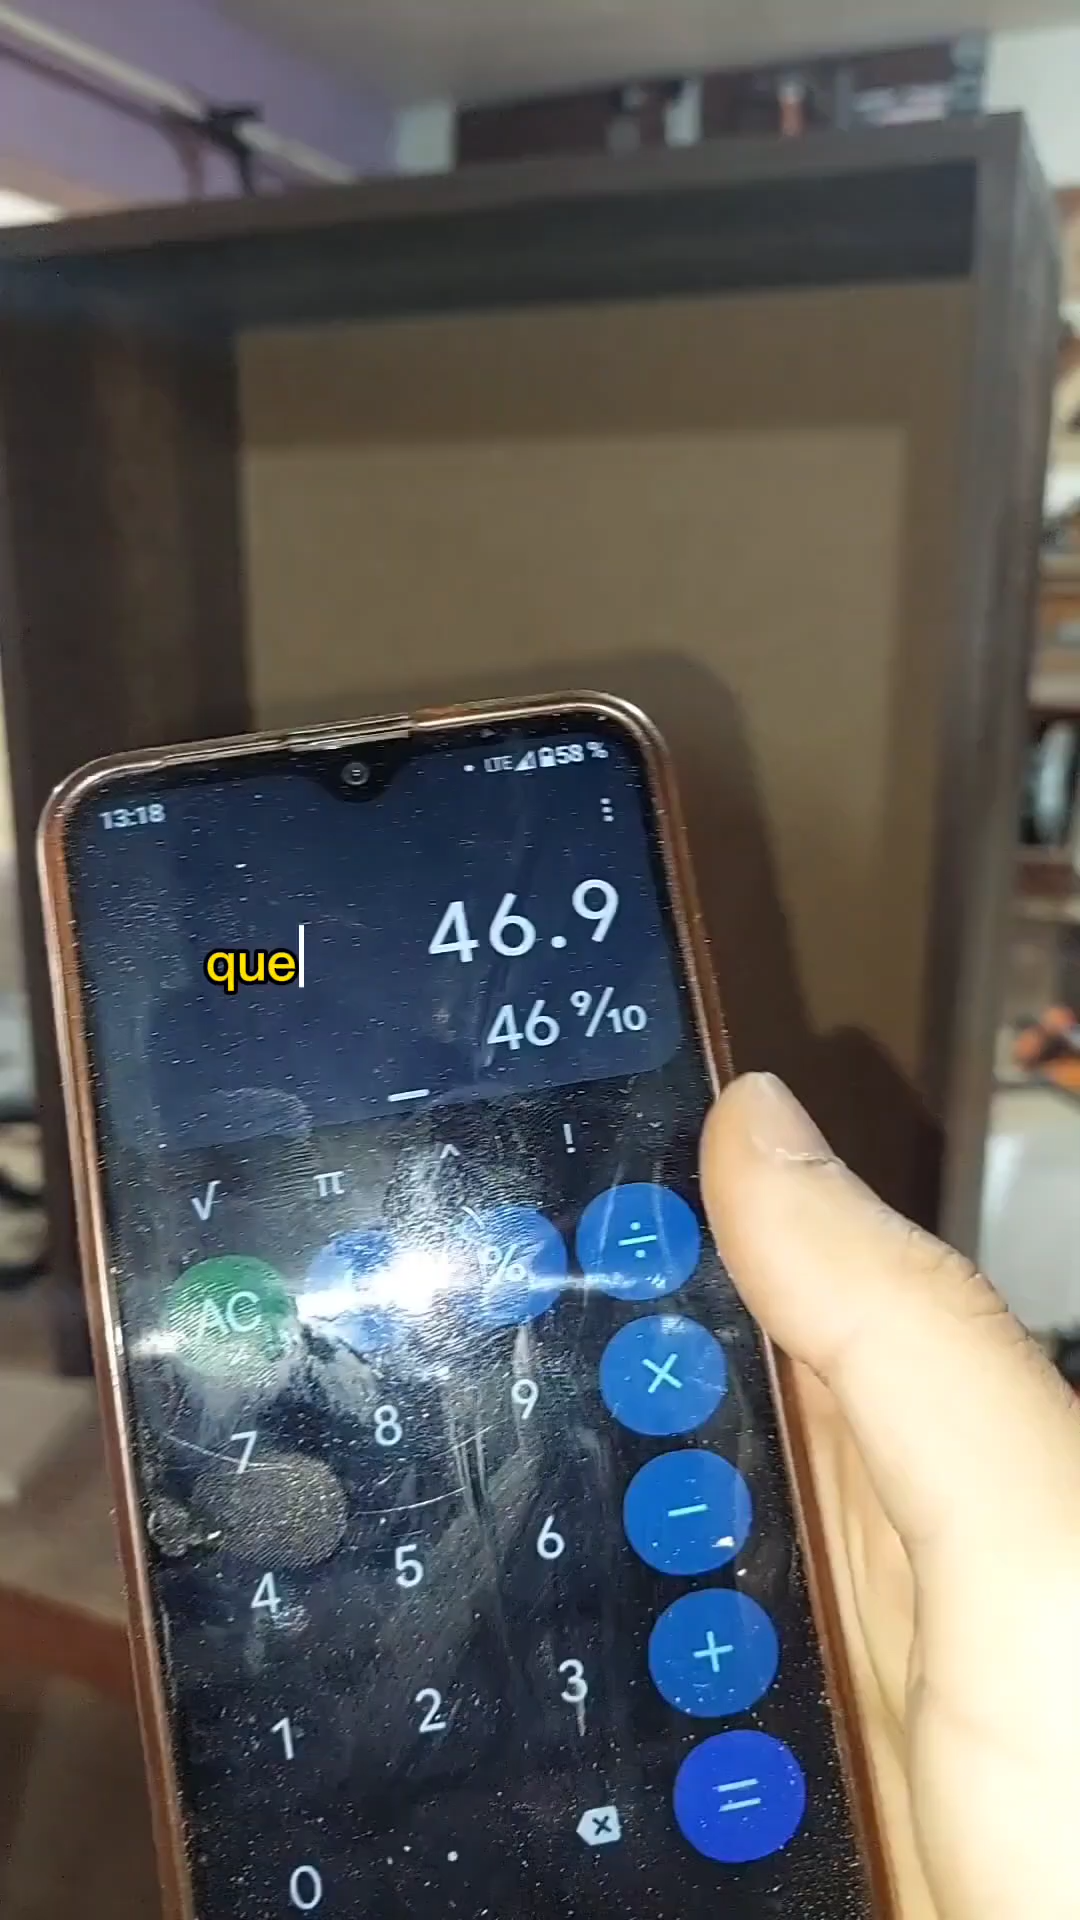 13:18
LTE 58 %
46.9
46 9/10
que
√ π ^ !
AC % ÷
7 8 9 ×
4 5 6 −
1 2 3 +
0 . =